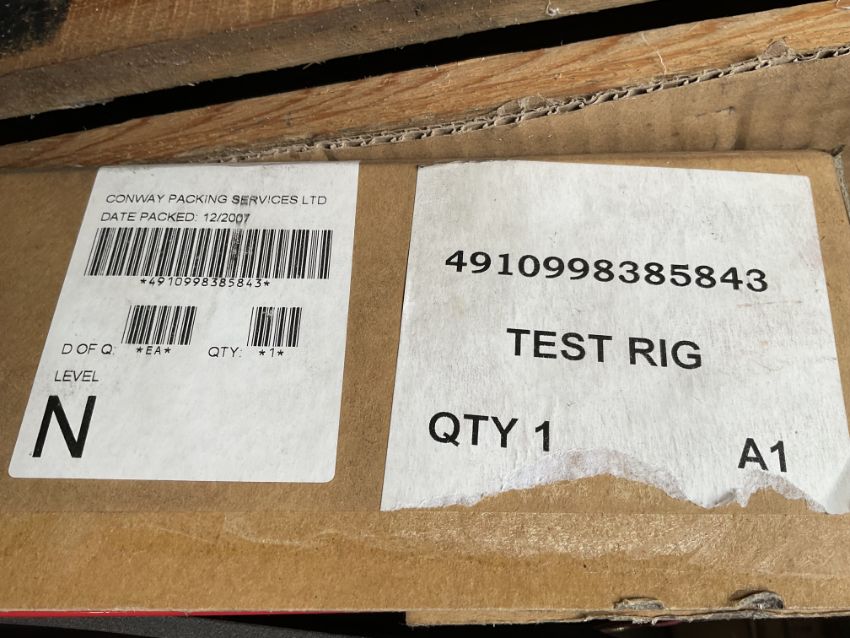 CONWAY PACKING SERVICES LTD
DATE PACKED: 12/2007
*4910998385843*
D OF Q: *EA* QTY: *1*
LEVEL
N
4910998385843
TEST RIG
QTY 1
A1